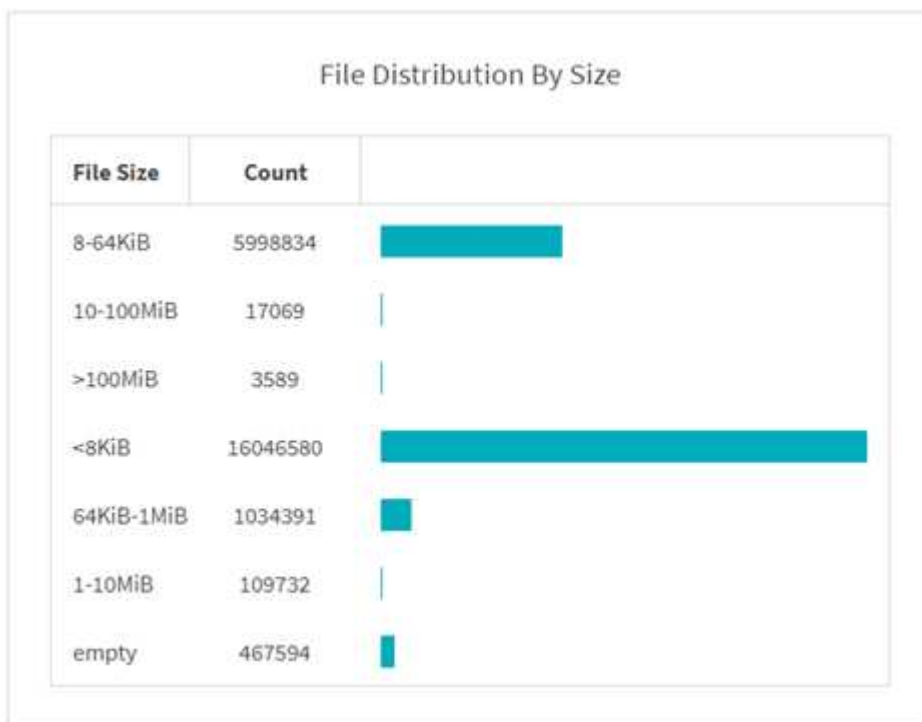 File Distribution By Size
File Size Count
8-64KiB 5998834
10-100MiB 17069
>100MiB 3589
<8KiB 16046580
64KiB-1MiB 1034391
1-10MiB 109732
empty 467594